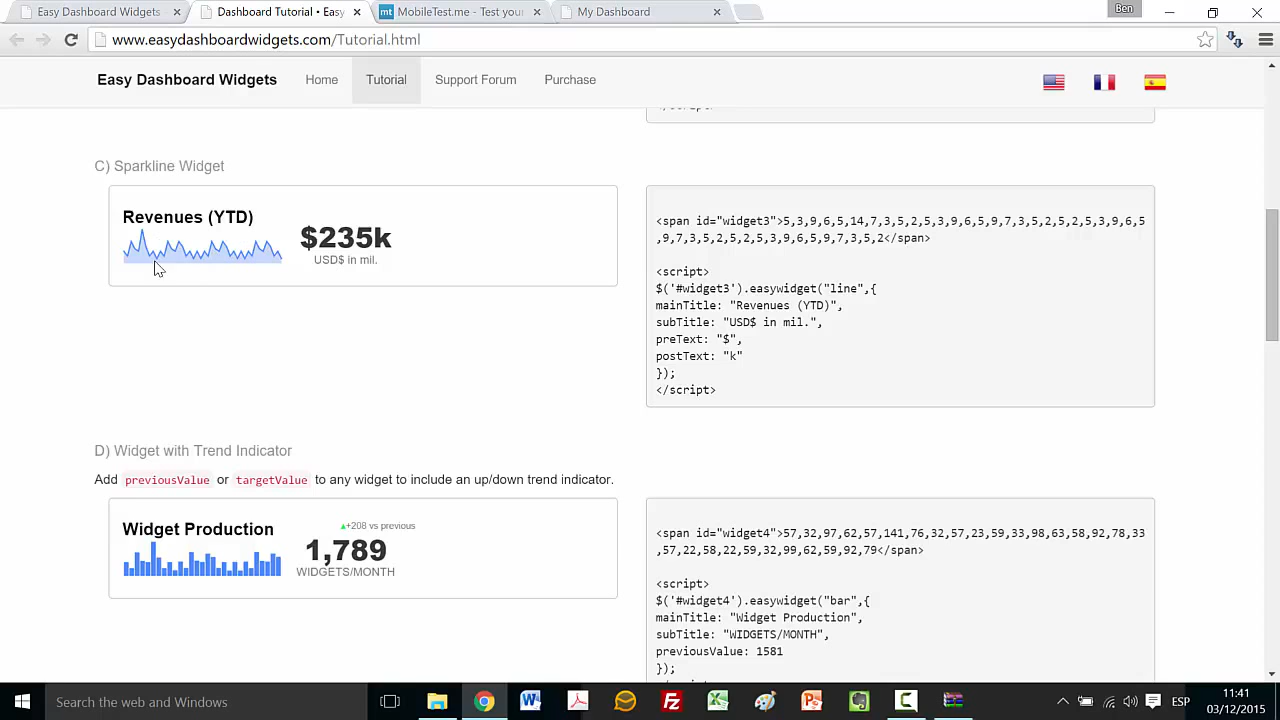 Ben
Easy Dashboard Widgets
Dashboard Tutorial - Easy
MobileTest.me - Test your
My Dashboard
www.easydashboardwidgets.com/Tutorial.html
Easy Dashboard Widgets
Home
Tutorial
Support Forum
Purchase
C) Sparkline Widget
Revenues (YTD)
$235k
USD$ in mil.
<span id="widget3">5,3,9,6,5,14,7,3,5,2,5,3,9,6,5,9,7,3,5,2,5,2,5,3,9,6,5
,9,7,3,5,2,5,2,5,3,9,6,5,9,7,3,5,2</span>
<script>
$('#widget3').easywidget("line",{
mainTitle: "Revenues (YTD)",
subTitle: "USD$ in mil.",
preText: "$",
postText: "k"
});
</script>
D) Widget with Trend Indicator
Add previousValue or targetValue to any widget to include an up/down trend indicator.
Widget Production
▲+208 vs previous
1,789
WIDGETS/MONTH
<span id="widget4">57,32,97,62,57,141,76,32,57,23,59,33,98,63,58,92,78,33
,57,22,58,22,59,32,99,62,59,92,79</span>
<script>
$('#widget4').easywidget("bar",{
mainTitle: "Widget Production",
subTitle: "WIDGETS/MONTH",
previousValue: 1581
});
Search the web and Windows
ESP
11:41
03/12/2015